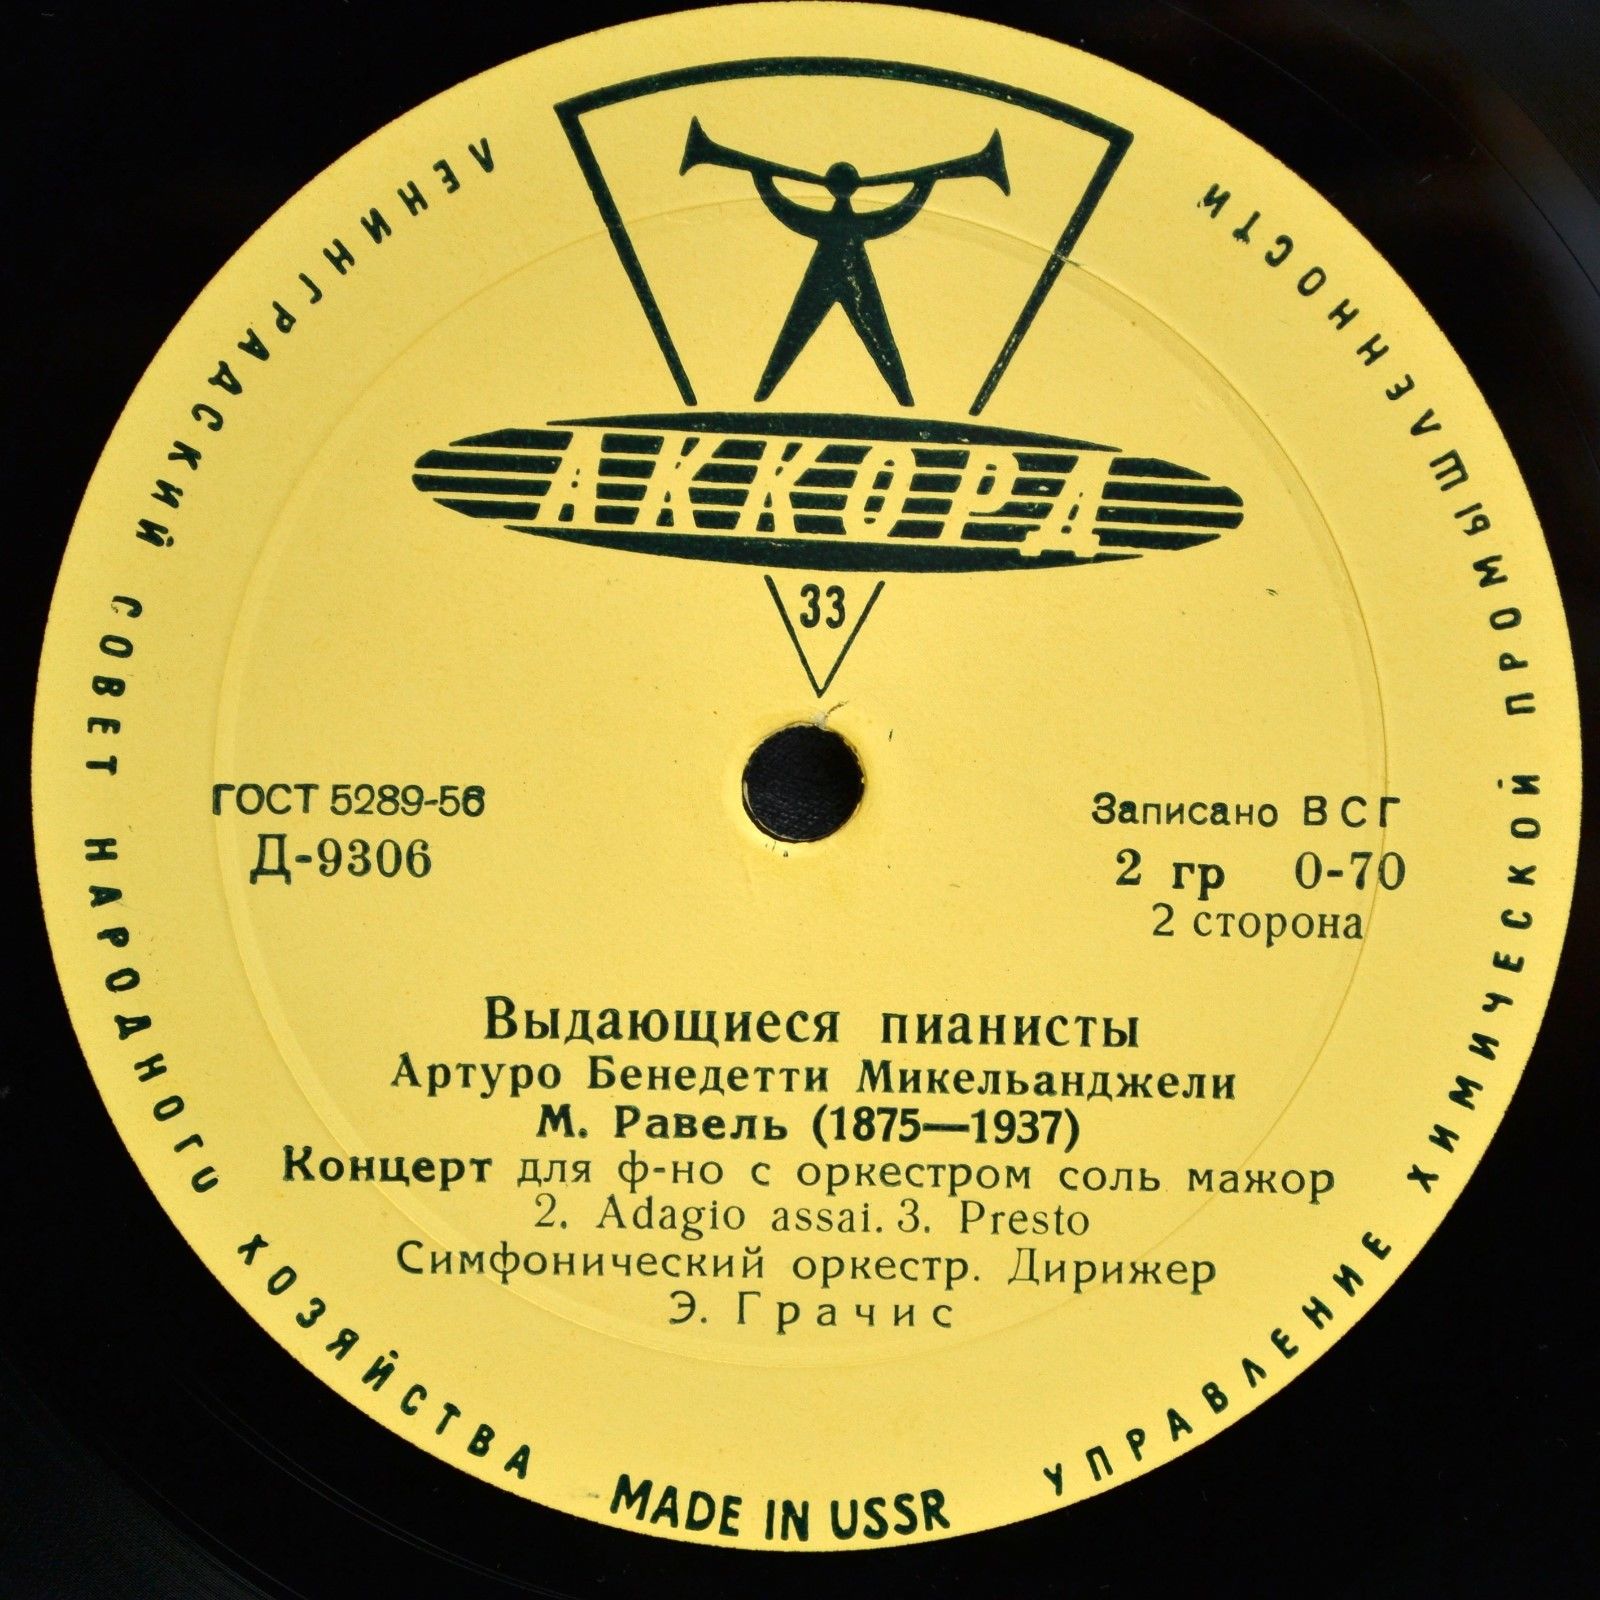 ЛЕНИНГРАДСКИЙ СОВЕТ НАРОДНОГО ХОЗЯЙСТВА
УПРАВЛЕНИЕ ХИМИЧЕСКОЙ ПРОМЫШЛЕННОСТИ
АККОРД
33
ГОСТ 5289-56
Д-9306
Записано ВСГ
2 гр 0-70
2 сторона
Выдающиеся пианисты
Артуро Бенедетти Микельанджели
М. Равель (1875—1937)
Концерт для ф-но с оркестром соль мажор
2. Adagio assai. 3. Presto
Симфонический оркестр. Дирижер
Э. Грачис
MADE IN USSR